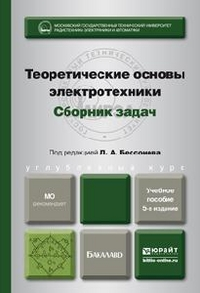 МОСКОВСКИЙ ГОСУДАРСТВЕННЫЙ ТЕХНИЧЕСКИЙ УНИВЕРСИТЕТ
РАДИОТЕХНИКИ, ЭЛЕКТРОНИКИ И АВТОМАТИКИ
Теоретические основы
электротехники
Сборник задач
Под редакцией Л. А. Бессонова
углубленный курс
МО
рекомендует
Учебное
пособие
5-е издание
Бакалавр
юрайт
biblio-online.ru